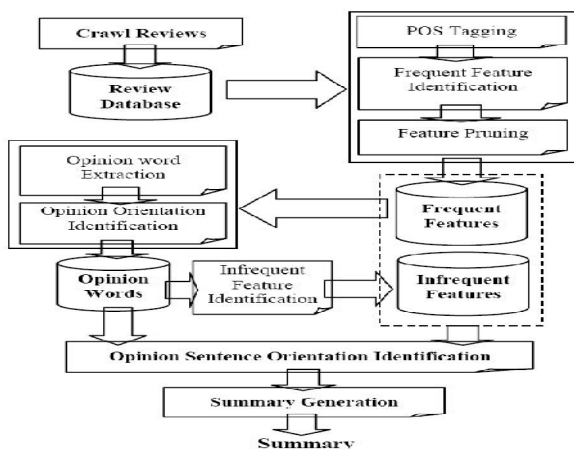 Crawl Reviews
Review
Database
POS Tagging
Frequent Feature
Identification
Feature Pruning
Opinion word
Extraction
Opinion Orientation
Identification
Frequent
Features
Opinion
Words
Infrequent
Feature
Identification
Infrequent
Features
Opinion Sentence Orientation Identification
Summary Generation
Summary